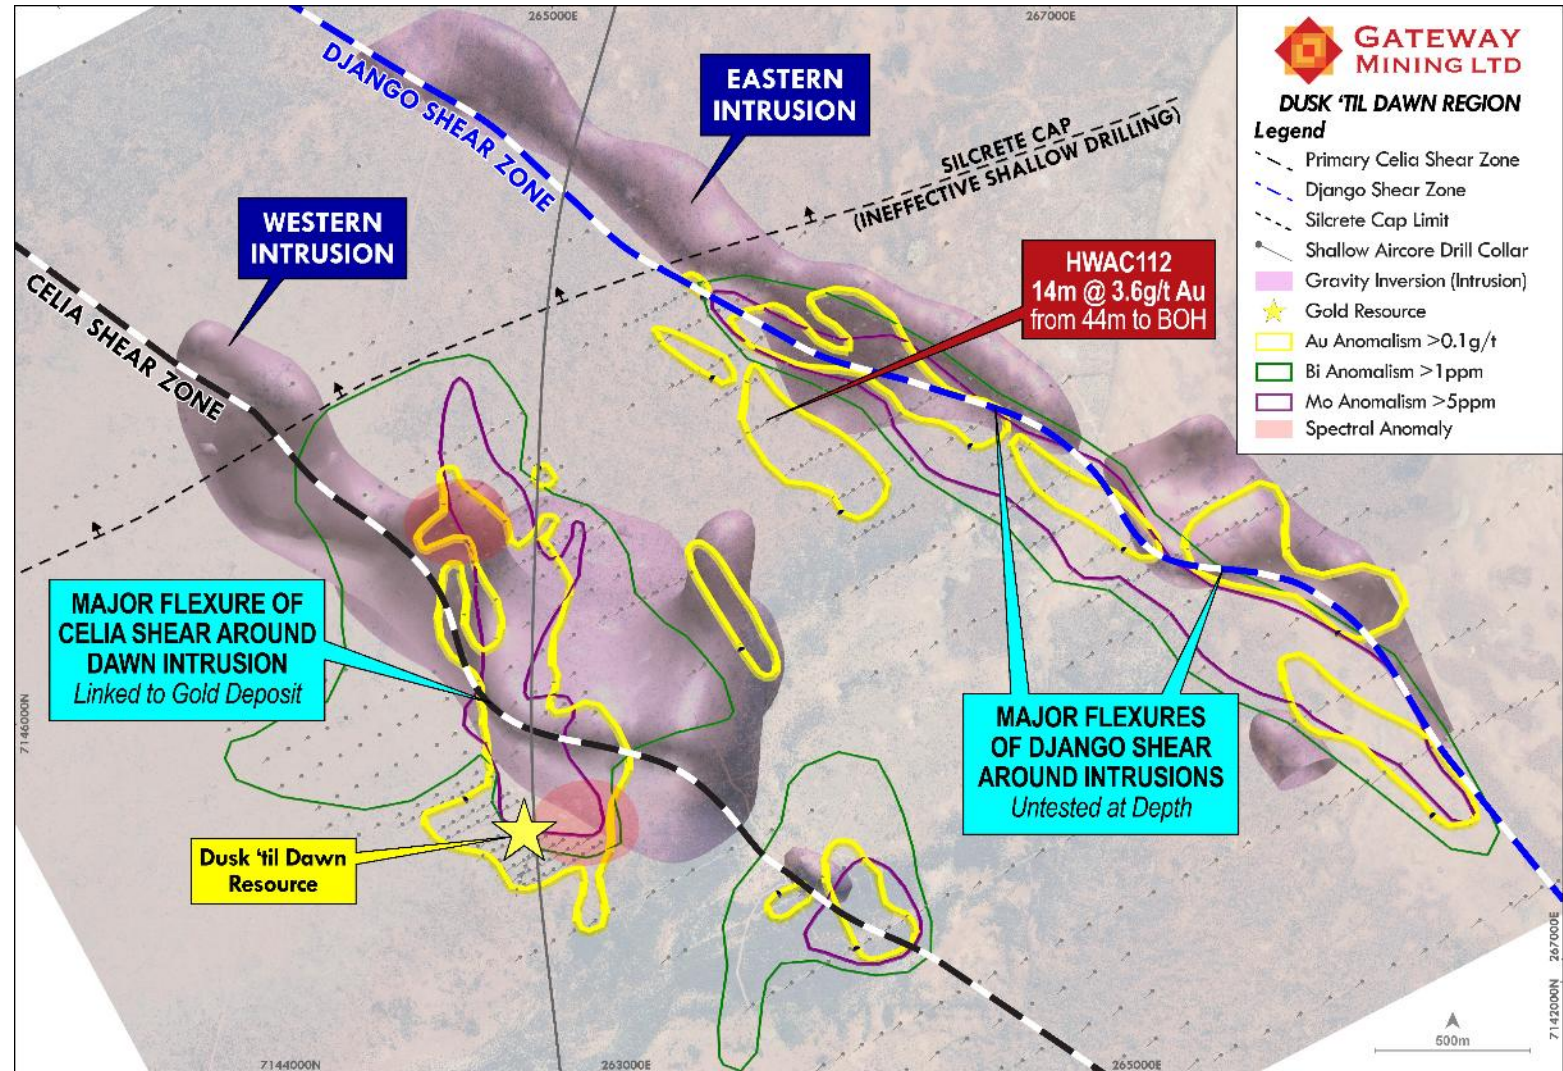 265000E
267000E
GATEWAY
MINING LTD
DUSK ‘TIL DAWN REGION
Legend
Primary Celia Shear Zone
Django Shear Zone
Silcrete Cap Limit
Shallow Aircore Drill Collar
Gravity Inversion (Intrusion)
Gold Resource
Au Anomalism >0.1g/t
Bi Anomalism >1ppm
Mo Anomalism >5ppm
Spectral Anomaly
DJANGO SHEAR ZONE
EASTERN
INTRUSION
SILCRETE CAP
(INEFFECTIVE SHALLOW DRILLING)
WESTERN
INTRUSION
CELIA SHEAR ZONE
HWAC112
14m @ 3.6g/t Au
from 44m to BOH
MAJOR FLEXURE OF
CELIA SHEAR AROUND
DAWN INTRUSION
Linked to Gold Deposit
MAJOR FLEXURES
OF DJANGO SHEAR
AROUND INTRUSIONS
Untested at Depth
Dusk ‘til Dawn
Resource
7146000N
267000E
7142000N
500m
7144000N
263000E
265000E